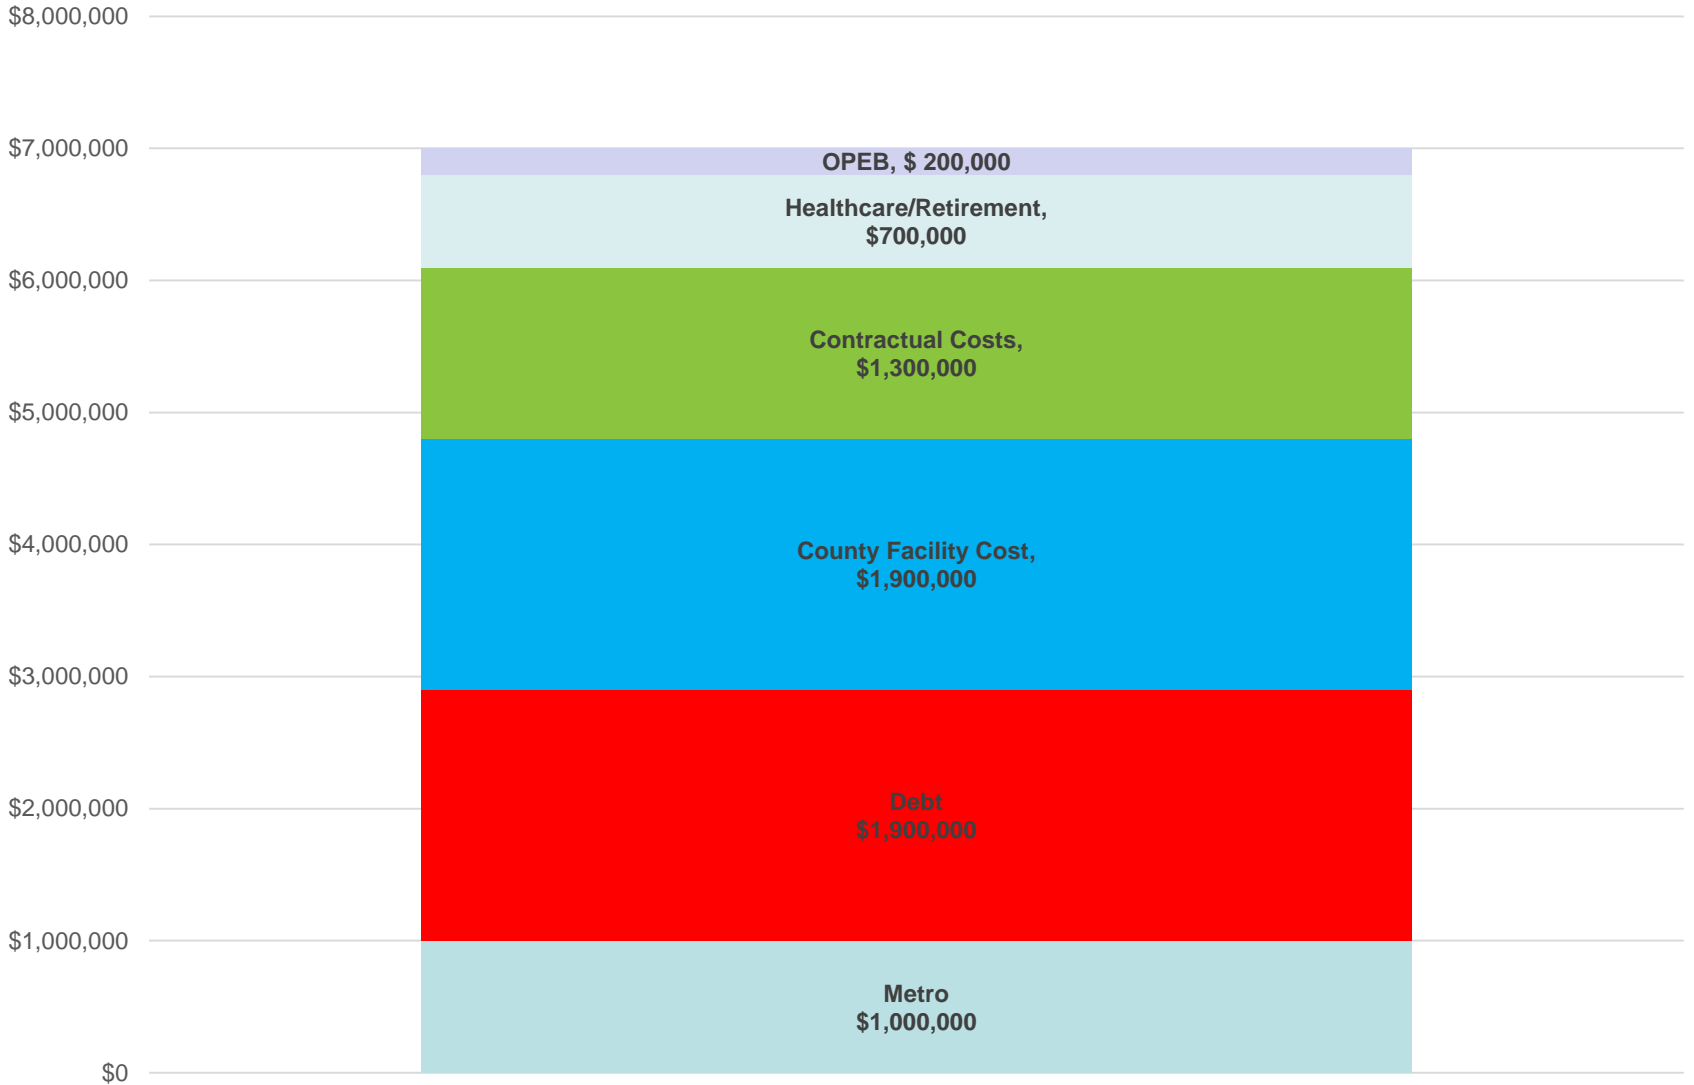 $8,000,000
$7,000,000
OPEB, $ 200,000
Healthcare/Retirement,
$700,000
$6,000,000
Contractual Costs,
$1,300,000
$5,000,000
County Facility Cost,
$1,900,000
$4,000,000
$3,000,000
Debt
$1,900,000
$2,000,000
$1,000,000
Metro
$1,000,000
$0